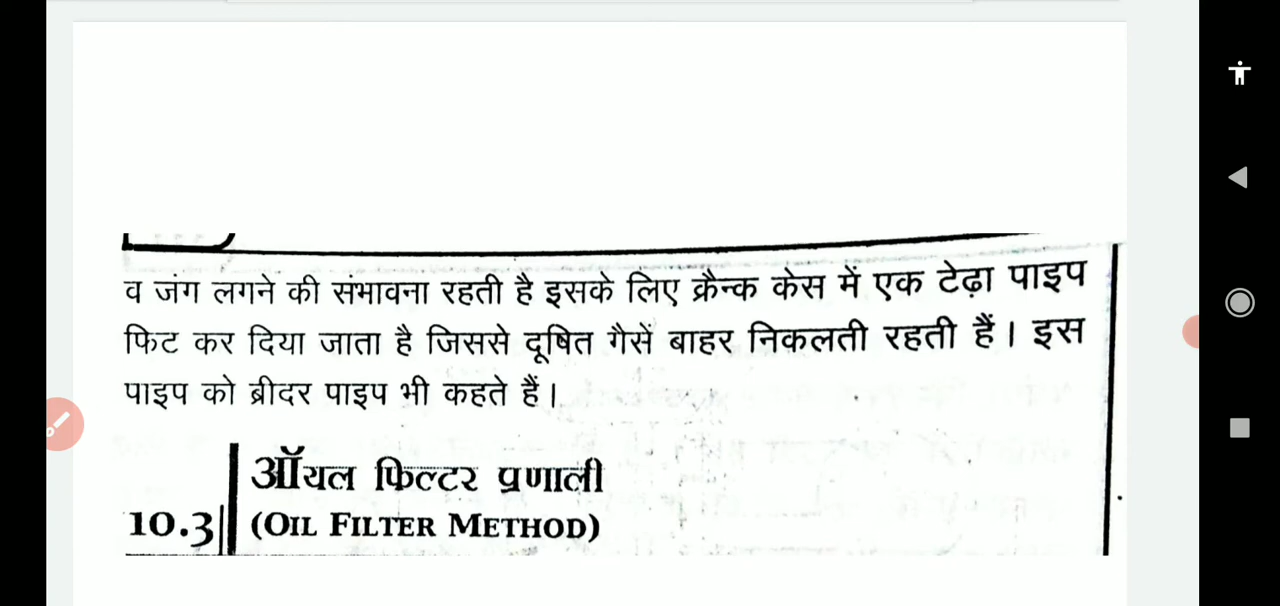 व जंग लगने की संभावना रहती है इसके लिए क्रैन्क केस में एक टेढ़ा पाइप
फिट कर दिया जाता है जिससे दूषित गैसें बाहर निकलती रहती हैं। इस
पाइप को ब्रीदर पाइप भी कहते हैं।
ऑयल फिल्टर प्रणाली
10.3 (OIL FILTER METHOD)